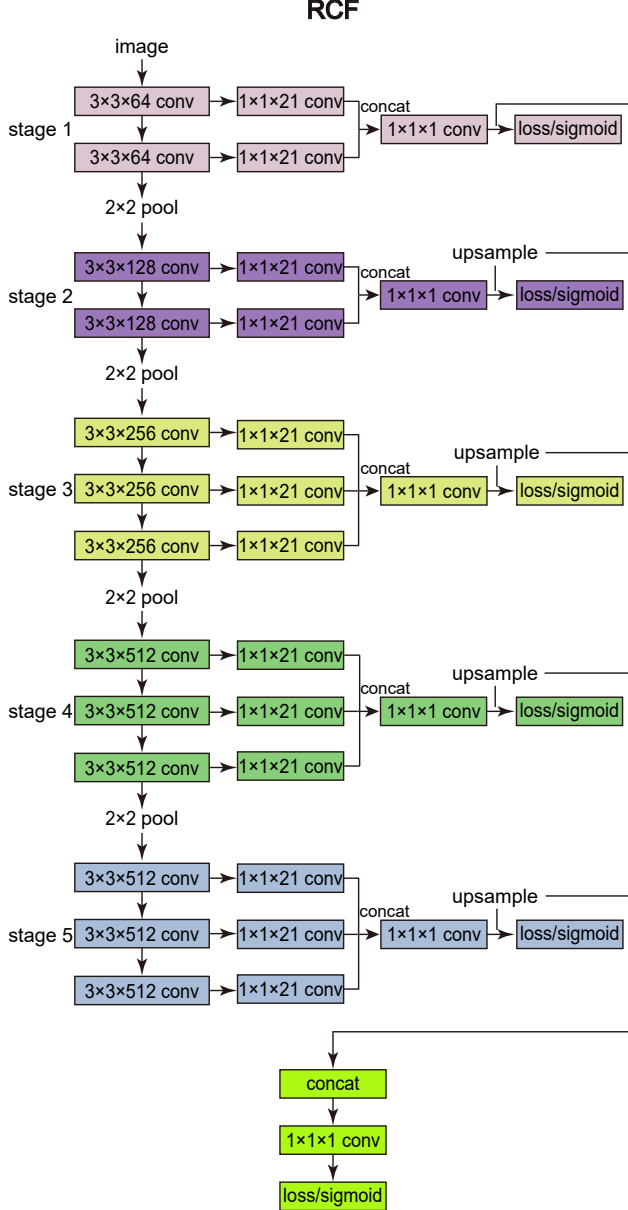 RCF
image
3×3×64 conv
1×1×21 conv
concat
stage 1
1×1×1 conv
loss/sigmoid
3×3×64 conv
1×1×21 conv
2×2 pool
3×3×128 conv
1×1×21 conv
concat
upsample
stage 2
1×1×1 conv
loss/sigmoid
3×3×128 conv
1×1×21 conv
2×2 pool
3×3×256 conv
1×1×21 conv
upsample
concat
stage 3
3×3×256 conv
1×1×21 conv
1×1×1 conv
loss/sigmoid
3×3×256 conv
1×1×21 conv
2×2 pool
3×3×512 conv
1×1×21 conv
upsample
concat
stage 4
3×3×512 conv
1×1×21 conv
1×1×1 conv
loss/sigmoid
3×3×512 conv
1×1×21 conv
2×2 pool
3×3×512 conv
1×1×21 conv
upsample
concat
stage 5
3×3×512 conv
1×1×21 conv
1×1×1 conv
loss/sigmoid
3×3×512 conv
1×1×21 conv
concat
1×1×1 conv
loss/sigmoid